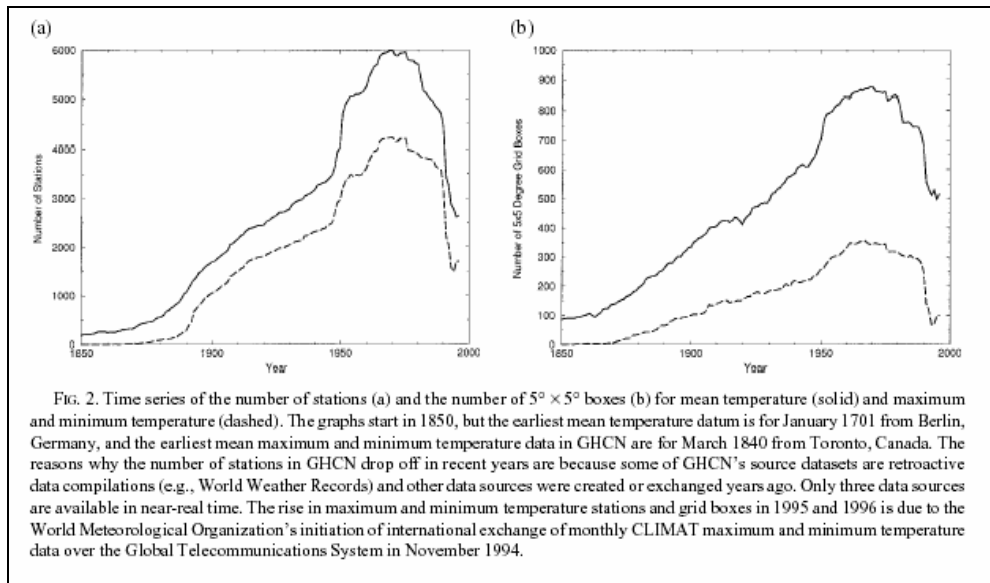 (a)
6000
5000
4000
3000
2000
1000
0
Number of Stations
1850
1900
1950
2000
Year
(b)
1000
900
800
700
600
500
400
300
200
100
0
Number of 5x5 Degree Grid Boxes
1850
1900
1950
2000
Year
FIG. 2. Time series of the number of stations (a) and the number of 5° × 5° boxes (b) for mean temperature (solid) and maximum
and minimum temperature (dashed). The graphs start in 1850, but the earliest mean temperature datum is for January 1701 from Berlin,
Germany, and the earliest mean maximum and minimum temperature data in GHCN are for March 1840 from Toronto, Canada. The
reasons why the number of stations in GHCN drop off in recent years are because some of GHCN's source datasets are retroactive
data compilations (e.g., World Weather Records) and other data sources were created or exchanged years ago. Only three data sources
are available in near-real time. The rise in maximum and minimum temperature stations and grid boxes in 1995 and 1996 is due to the
World Meteorological Organization's initiation of international exchange of monthly CLIMAT maximum and minimum temperature
data over the Global Telecommunications System in November 1994.